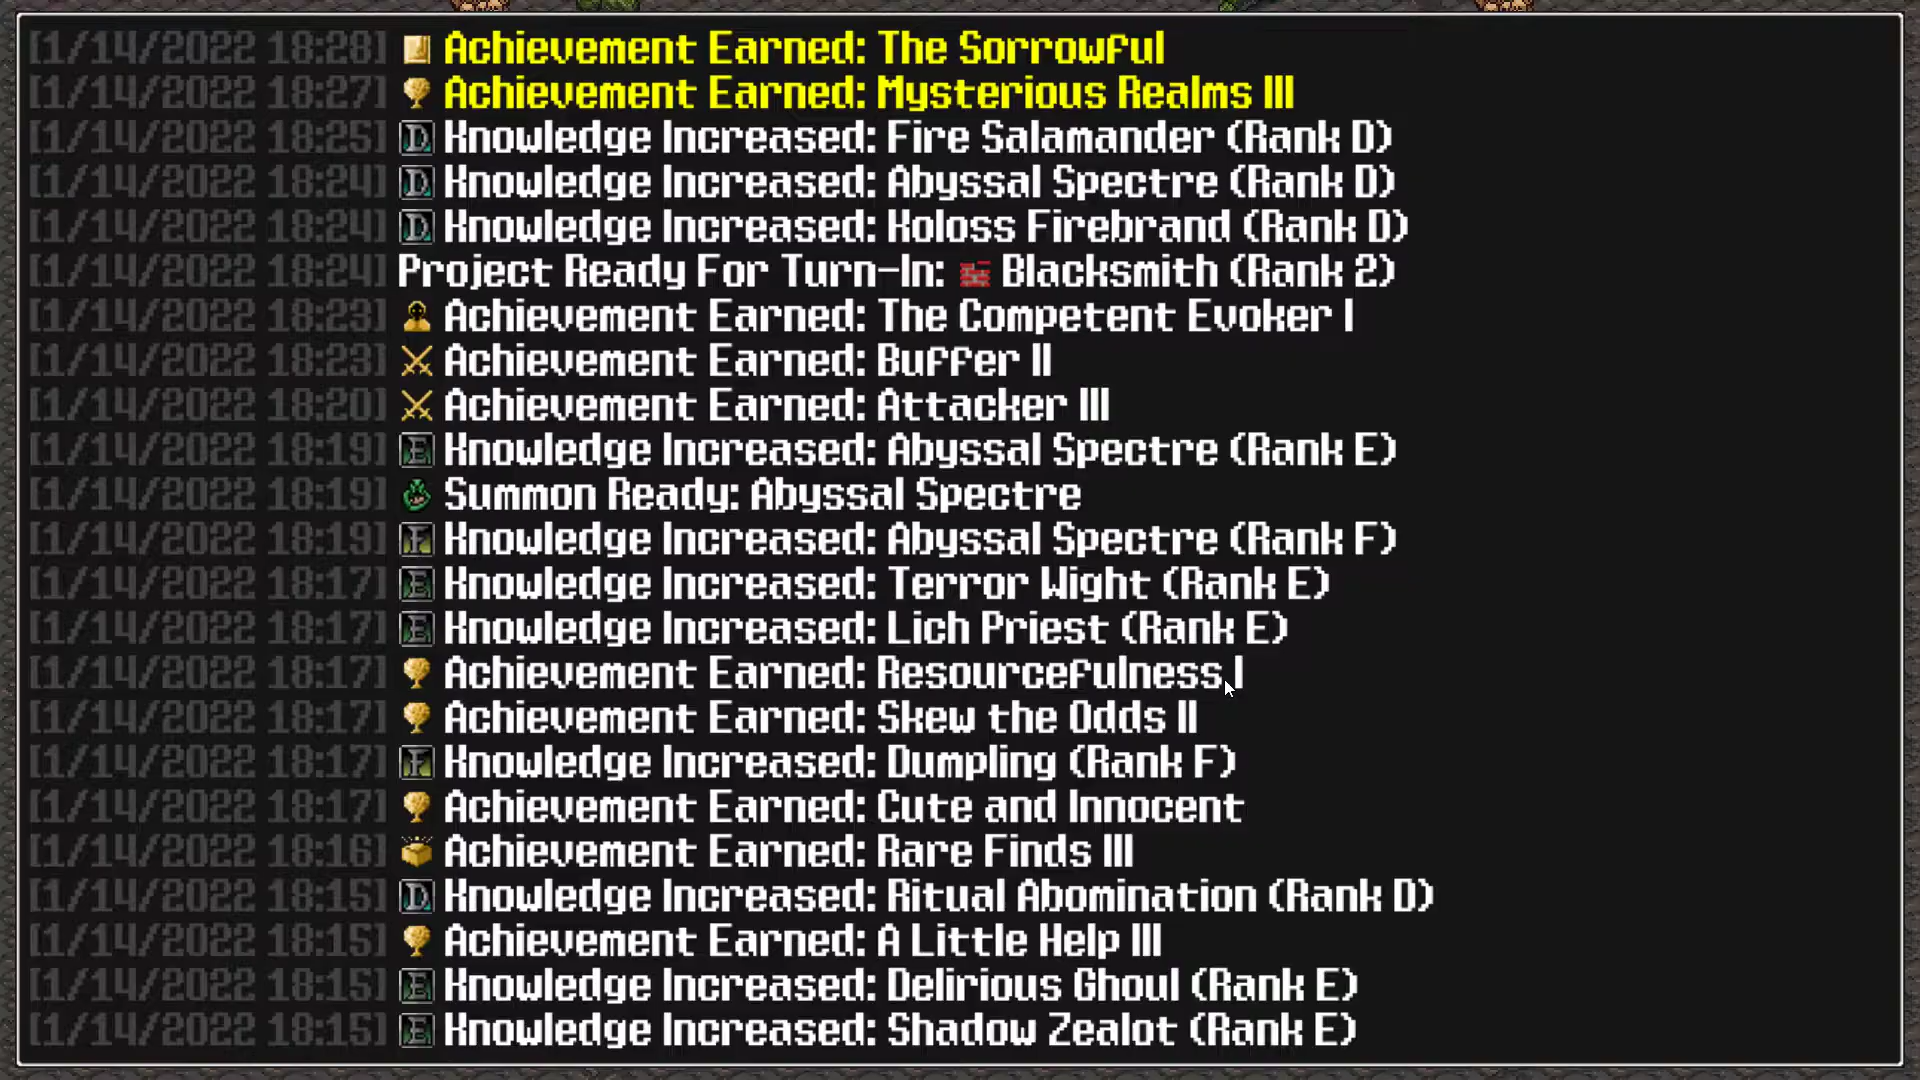 [1/14/2022 18:28] Achievement Earned: The Sorrowful
[1/14/2022 18:27] Achievement Earned: Mysterious Realms III
[1/14/2022 18:25] D Knowledge Increased: Fire Salamander (Rank D)
[1/14/2022 18:24] D Knowledge Increased: Abyssal Spectre (Rank D)
[1/14/2022 18:24] D Knowledge Increased: Koloss Firebrand (Rank D)
[1/14/2022 18:24] Project Ready For Turn-In: Blacksmith (Rank 2)
[1/14/2022 18:23] Achievement Earned: The Competent Evoker I
[1/14/2022 18:23] Achievement Earned: Buffer II
[1/14/2022 18:20] Achievement Earned: Attacker III
[1/14/2022 18:19] E Knowledge Increased: Abyssal Spectre (Rank E)
[1/14/2022 18:19] Summon Ready: Abyssal Spectre
[1/14/2022 18:19] F Knowledge Increased: Abyssal Spectre (Rank F)
[1/14/2022 18:17] E Knowledge Increased: Terror Wight (Rank E)
[1/14/2022 18:17] E Knowledge Increased: Lich Priest (Rank E)
[1/14/2022 18:17] Achievement Earned: Resourcefulness I
[1/14/2022 18:17] Achievement Earned: Skew the Odds II
[1/14/2022 18:17] F Knowledge Increased: Dumpling (Rank F)
[1/14/2022 18:17] Achievement Earned: Cute and Innocent
[1/14/2022 18:16] Achievement Earned: Rare Finds III
[1/14/2022 18:15] D Knowledge Increased: Ritual Abomination (Rank D)
[1/14/2022 18:15] Achievement Earned: A Little Help III
[1/14/2022 18:15] E Knowledge Increased: Delirious Ghoul (Rank E)
[1/14/2022 18:15] E Knowledge Increased: Shadow Zealot (Rank E)